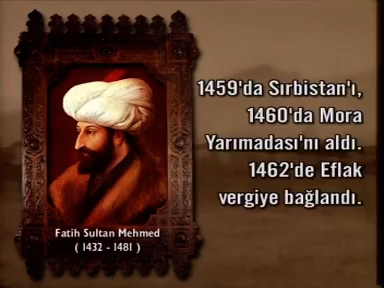 1459'da Sırbistan'ı,
1460'da Mora
Yarımadası'nı aldı.
1462'de Eflak
vergiye bağlandı.
Fatih Sultan Mehmed
( 1432 - 1481 )